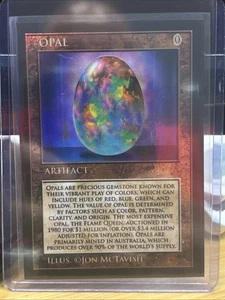 OPAL
0
ARTIFACT
OPALS ARE PRECIOUS GEMSTONE KNOWN FOR
THEIR VIBRANT PLAY OF COLORS, WHICH CAN
INCLUDE HUES OF RED, BLUE, GREEN, AND
YELLOW. THE VALUE OF OPAL IS DETERMINED
BY FACTORS SUCH AS COLOR, PATTERN,
CLARITY, AND ORIGIN. THE MOST EXPENSIVE
OPAL, THE FLAME QUEEN, AUCTIONED IN
1980 FOR $1 MILLION (OR OVER $3.4 MILLION
ADJUSTED FOR INFLATION). OPALS ARE
PRIMARILY MINED IN AUSTRALIA, WHICH
PRODUCES OVER 90% OF THE WORLD'S SUPPLY.
ILLUS. ©JON MCTAVISH